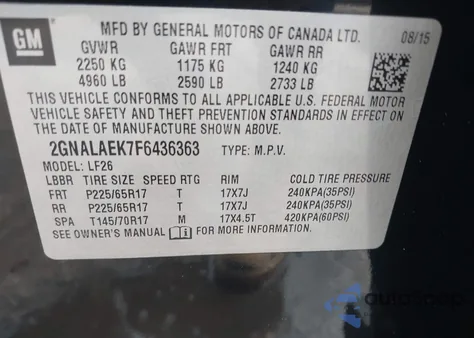 GM
MFD BY GENERAL MOTORS OF CANADA LTD. 08/15
GVWR GAWR FRT GAWR RR
2250 KG 1175 KG 1240 KG
4960 LB 2590 LB 2733 LB
THIS VEHICLE CONFORMS TO ALL APPLICABLE U.S. FEDERAL MOTOR
VEHICLE SAFETY AND THEFT PREVENTION STANDARDS IN EFFECT ON
THE DATE OF MANUFACTURE SHOWN ABOVE.
2GNALAEK7F6436363 TYPE: M.P.V.
MODEL: LF26
LBBR TIRE SIZE SPEED RTG RIM COLD TIRE PRESSURE
FRT P225/65R17 T 17X7J 240KPA(35PSI)
RR P225/65R17 T 17X7J 240KPA(35PSI)
SPA T145/70R17 M 17X4.5T 420KPA(60PSI)
SEE OWNER'S MANUAL FOR MORE INFORMATION